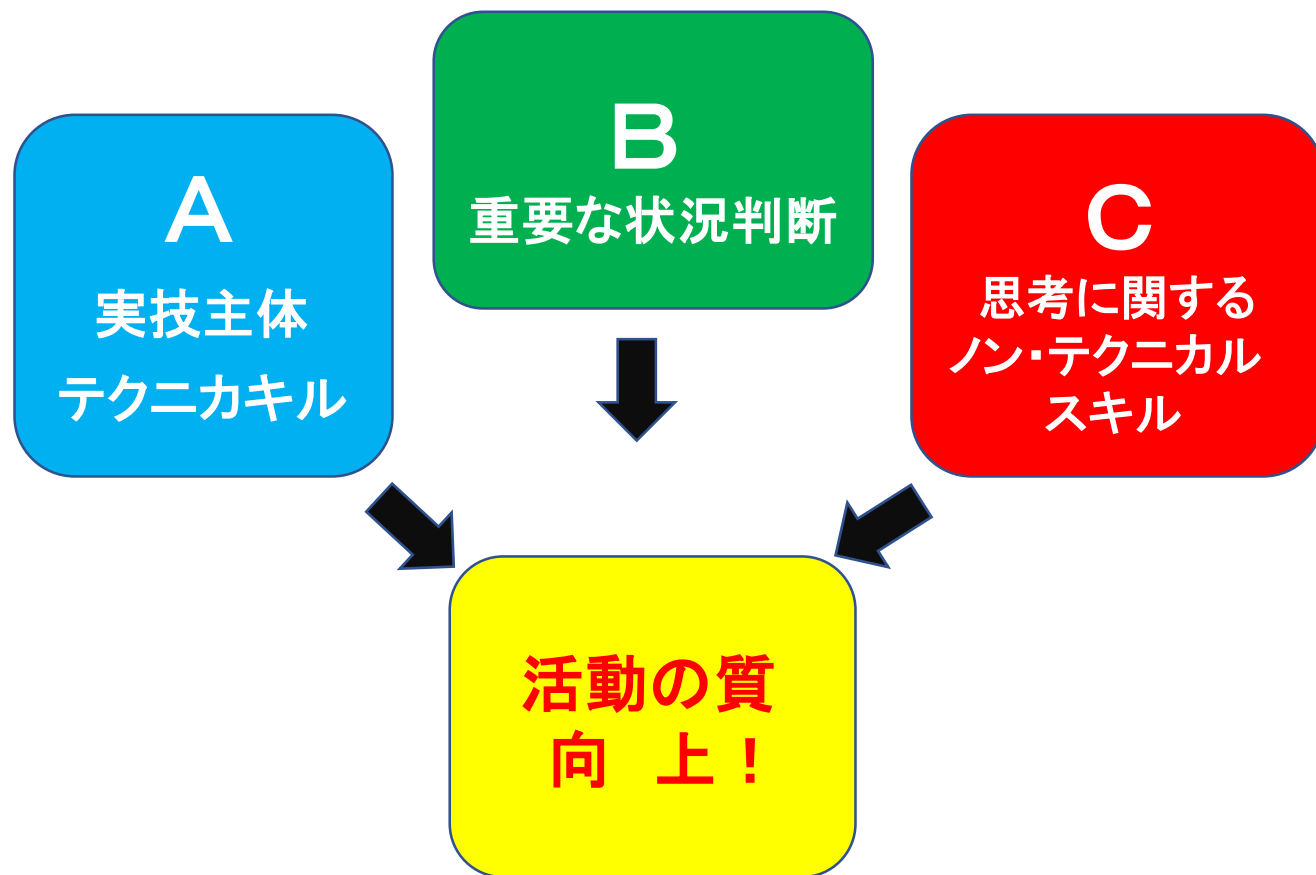 A
実技主体
テクニカキル
B
重要な状況判断
C
思考に関する
ノン・テクニカル
スキル
活動の質
向　上！